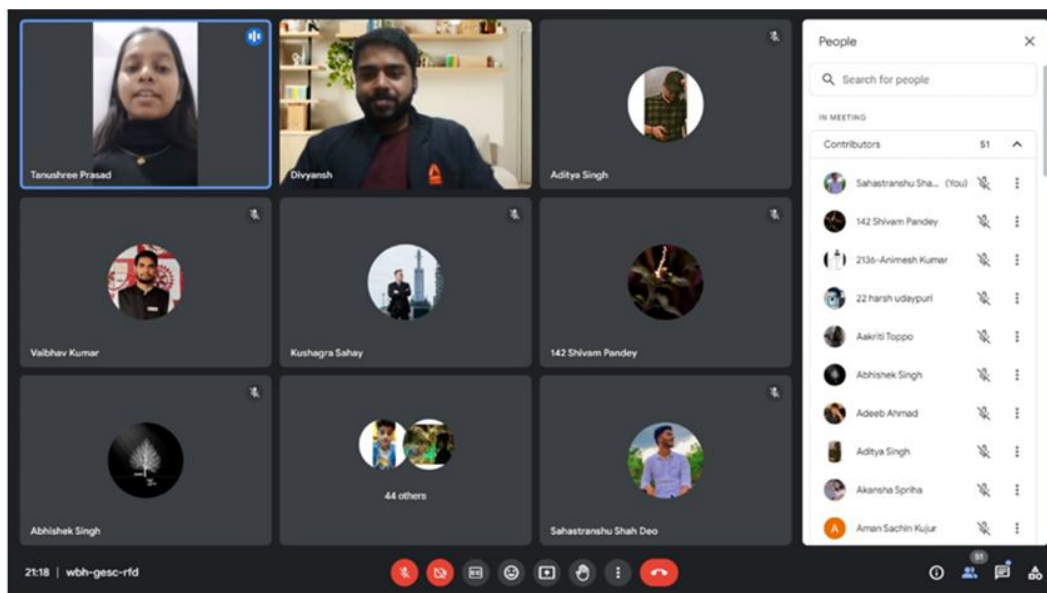 Tanushree Prasad
Divyansh
Aditya Singh
Vaibhav Kumar
Kushagra Sahay
142 Shivam Pandey
Abhishek Singh
44 others
Sahastranshu Shah Deo
21:18 | wbh-gesc-rfd
People
Search for people
IN MEETING
Contributors 51
Sahastranshu Sha... (You)
142 Shivam Pandey
2136-Animesh Kumar
22 harsh udaypuri
Aakriti Toppo
Abhishek Singh
Adeeb Ahmad
Aditya Singh
Akansha Spriha
A Aman Sachin Kujur
51